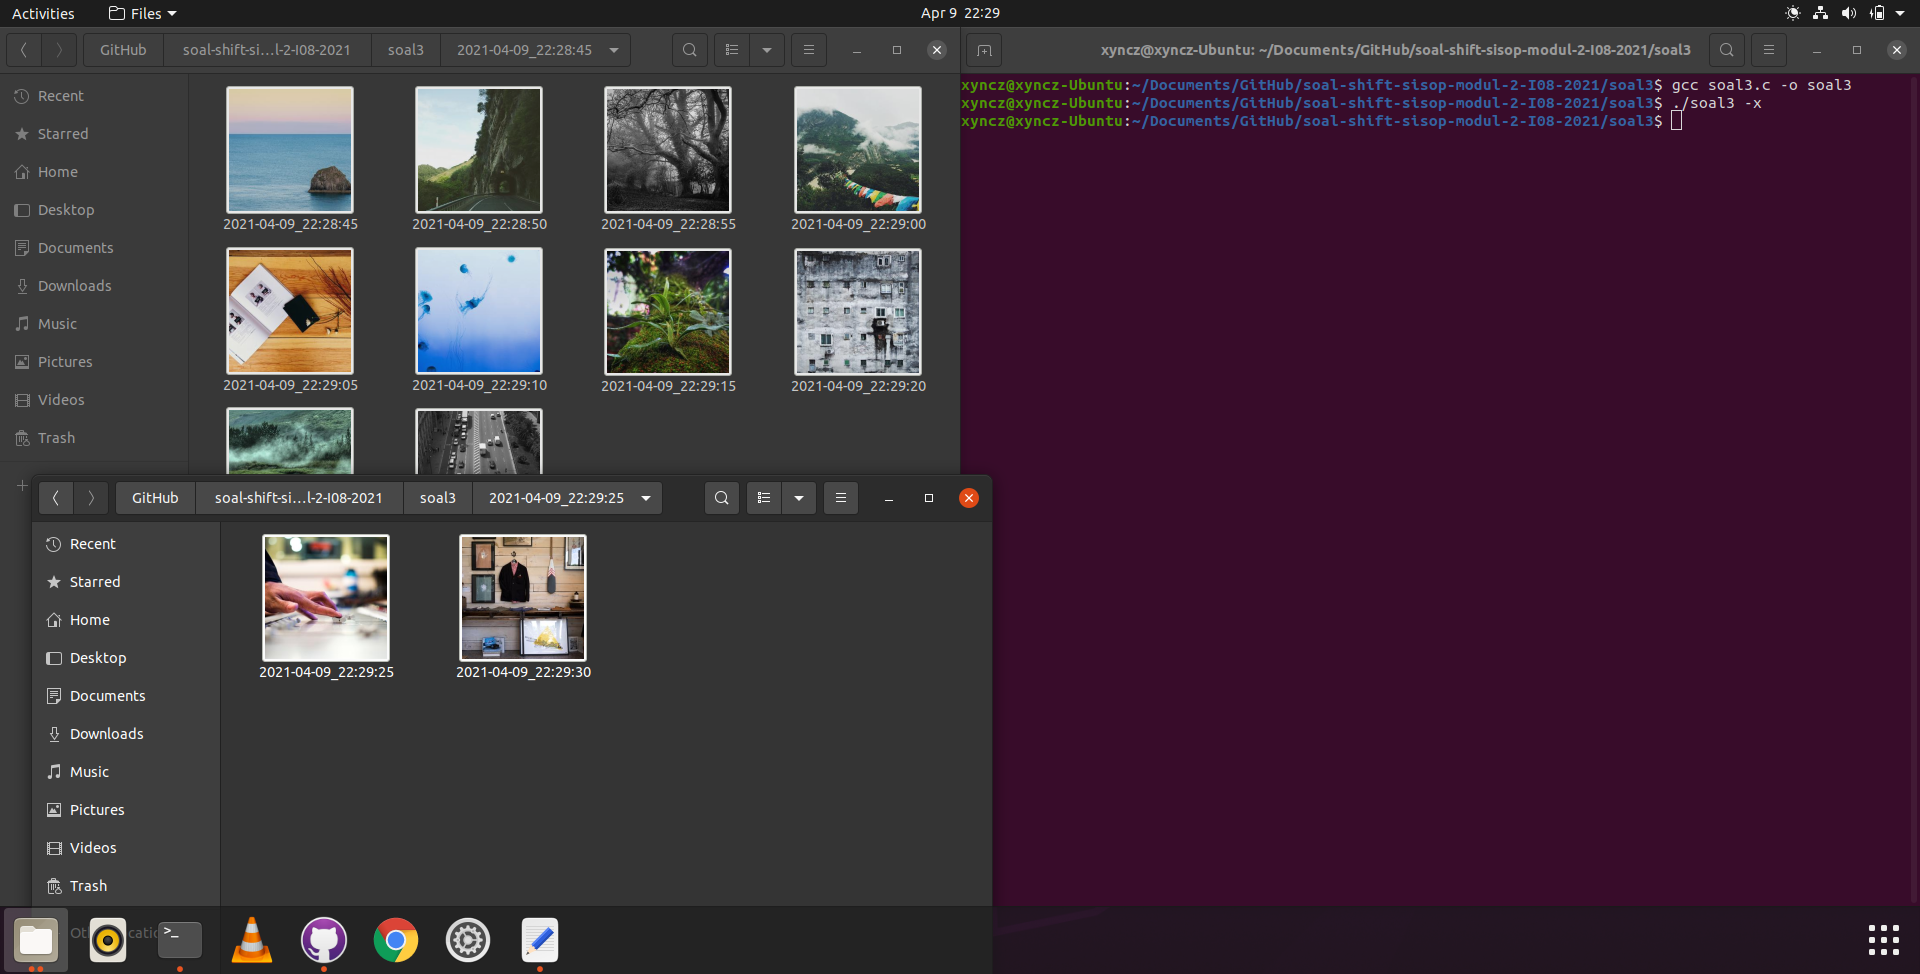 Activities Files Apr 9 22:29
GitHub soal-shift-si...l-2-I08-2021 soal3 2021-04-09_22:28:45
xyncz@xyncz-Ubuntu: ~/Documents/GitHub/soal-shift-sisop-modul-2-I08-2021/soal3
Recent
Starred
Home
Desktop
Documents
Downloads
Music
Pictures
Videos
Trash
2021-04-09_22:28:45 2021-04-09_22:28:50 2021-04-09_22:28:55 2021-04-09_22:29:00
2021-04-09_22:29:05 2021-04-09_22:29:10 2021-04-09_22:29:15 2021-04-09_22:29:20
xyncz@xyncz-Ubuntu:~/Documents/GitHub/soal-shift-sisop-modul-2-I08-2021/soal3$ gcc soal3.c -o soal3
xyncz@xyncz-Ubuntu:~/Documents/GitHub/soal-shift-sisop-modul-2-I08-2021/soal3$ ./soal3 -x
xyncz@xyncz-Ubuntu:~/Documents/GitHub/soal-shift-sisop-modul-2-I08-2021/soal3$
GitHub soal-shift-si...l-2-I08-2021 soal3 2021-04-09_22:29:25
Recent
Starred
Home
Desktop
Documents
Downloads
Music
Pictures
Videos
Trash
2021-04-09_22:29:25 2021-04-09_22:29:30